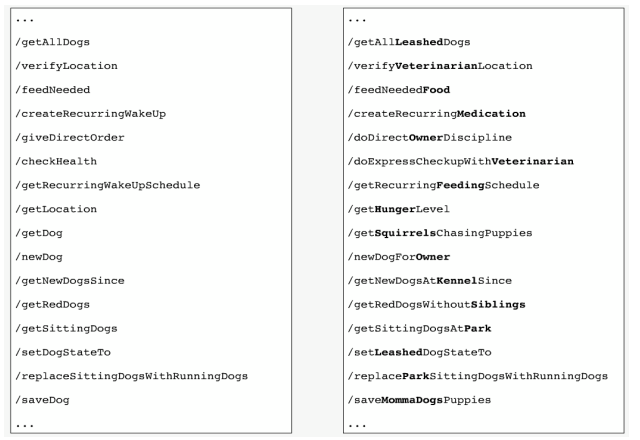 ...
/getAllDogs
/verifyLocation
/feedNeeded
/createRecurringWakeUp
/giveDirectOrder
/checkHealth
/getRecurringWakeUpSchedule
/getLocation
/getDog
/newDog
/getNewDogsSince
/getRedDogs
/getSittingDogs
/setDogStateTo
/replaceSittingDogsWithRunningDogs
/saveDog
...
...
/getAllLeashedDogs
/verifyVeterinarianLocation
/feedNeededFood
/createRecurringMedication
/doDirectOwnerDiscipline
/doExpressCheckupWithVeterinarian
/getRecurringFeedingSchedule
/getHungerLevel
/getSquirrelsChasingPuppies
/newDogForOwner
/getNewDogsAtKennelSince
/getRedDogsWithoutSiblings
/getSittingDogsAtPark
/setLeashedDogStateTo
/replaceParkSittingDogsWithRunningDogs
/saveMommaDogsPuppies
...